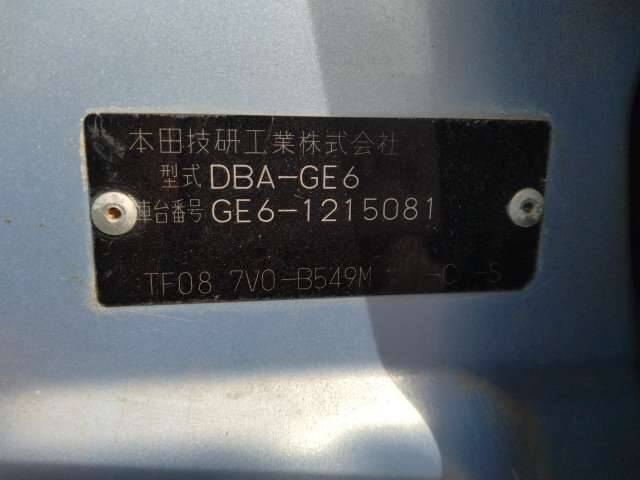 本田技研工業株式会社
型式 DBA-GE6
車台番号 GE6-1215081
TF08 7V0-B549M -C -S